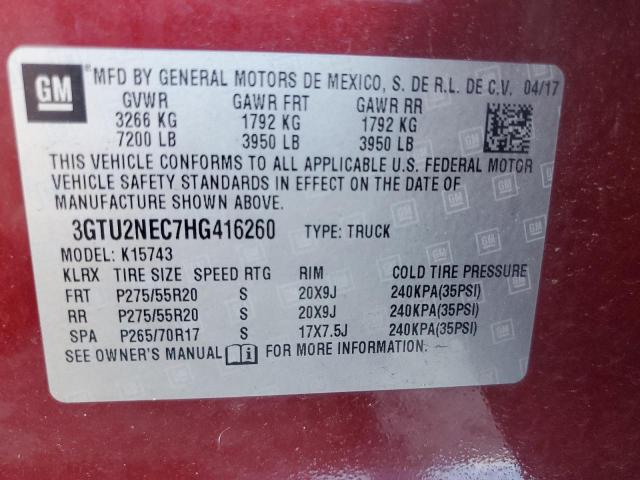 GM MFD BY GENERAL MOTORS DE MEXICO, S. DE R.L. DE C.V. 04/17
GVWR GAWR FRT GAWR RR
3266 KG 1792 KG 1792 KG
7200 LB 3950 LB 3950 LB
THIS VEHICLE CONFORMS TO ALL APPLICABLE U.S. FEDERAL MOTOR
VEHICLE SAFETY STANDARDS IN EFFECT ON THE DATE OF
MANUFACTURE SHOWN ABOVE.
3GTU2NEC7HG416260 TYPE: TRUCK
MODEL: K15743
KLRX TIRE SIZE SPEED RTG RIM COLD TIRE PRESSURE
FRT P275/55R20 S 20X9J 240KPA(35PSI)
RR P275/55R20 S 20X9J 240KPA(35PSI)
SPA P265/70R17 S 17X7.5J 240KPA(35PSI)
SEE OWNER'S MANUAL i FOR MORE INFORMATION.